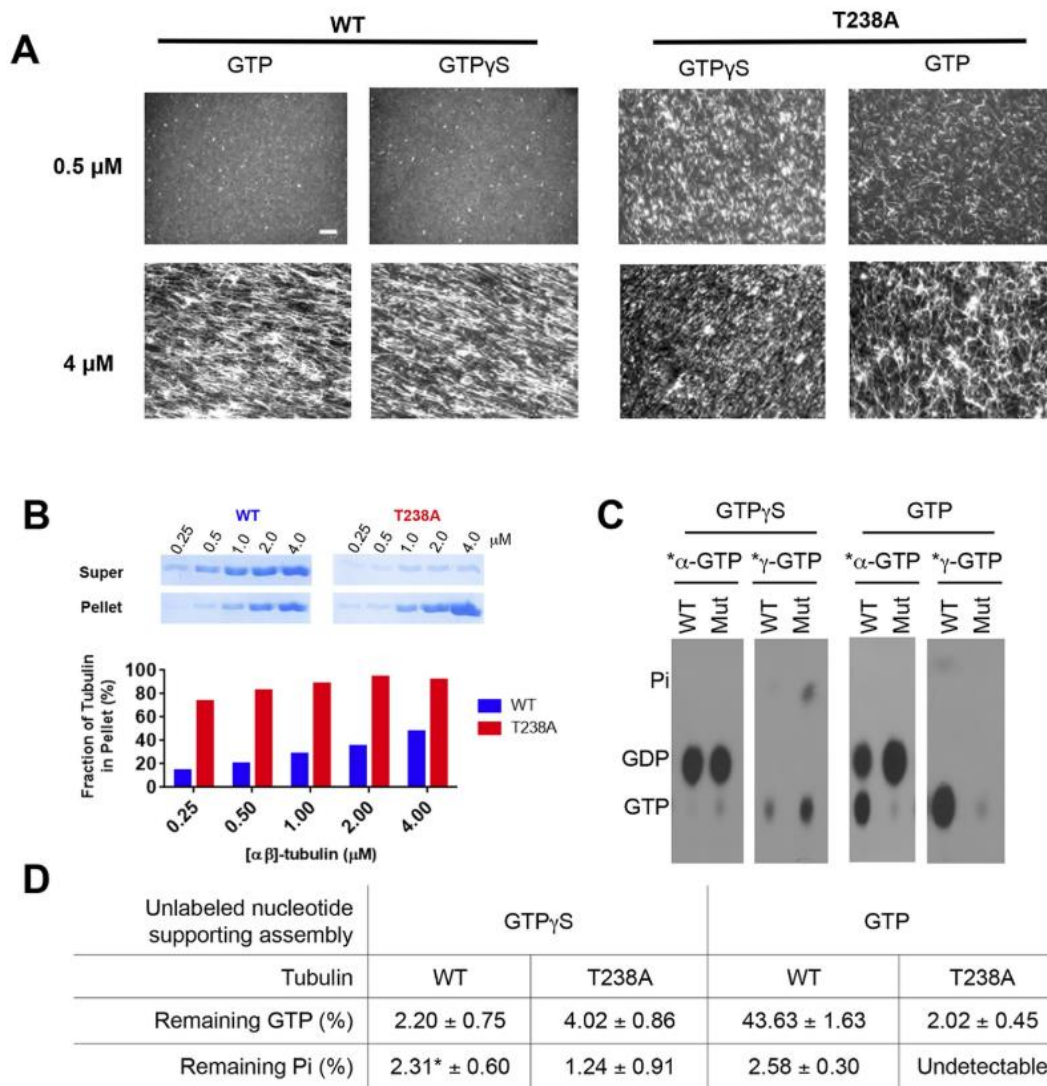 A
WT
T238A
GTP
GTPγS
GTPγS
GTP
0.5 μM
4 μM
B
WT
T238A
0.25
0.5
1.0
2.0
4.0
0.25
0.5
1.0
2.0
4.0
μM
Super
Pellet
Fraction of Tubulin
in Pellet (%)
100
80
60
40
20
0
0.25
0.50
1.00
2.00
4.00
[αβ]-tubulin (μM)
WT
T238A
C
GTPγS
GTP
*α-GTP
*γ-GTP
*α-GTP
*γ-GTP
WT
Mut
WT
Mut
WT
Mut
WT
Mut
Pi
GDP
GTP
D
Unlabeled nucleotide
supporting assembly
GTPγS
GTP
Tubulin
WT
T238A
WT
T238A
Remaining GTP (%)
2.20 ± 0.75
4.02 ± 0.86
43.63 ± 1.63
2.02 ± 0.45
Remaining Pi (%)
2.31* ± 0.60
1.24 ± 0.91
2.58 ± 0.30
Undetectable